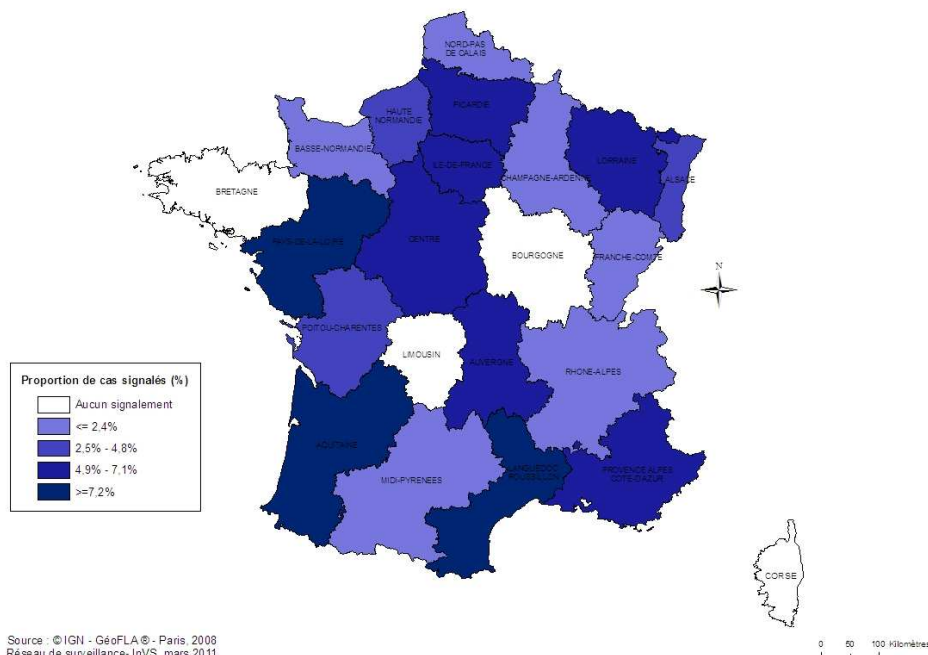 NORD-PAS
DE CALAIS
HAUTE
NORMANDIE
PICARDIE
BASSE-NORMANDIE
ILE-DE-FRANCE
CHAMPAGNE-ARDENNE
LORRAINE
ALSACE
BRETAGNE
PAYS-DE-LA-LOIRE
CENTRE
BOURGOGNE
FRANCHE-COMTE
N
POITOU-CHARENTES
LIMOUSIN
AUVERGNE
RHONE-ALPES
Proportion de cas signalés (%)
Aucun signalement
<= 2,4%
2,5% - 4,8%
4,9% - 7,1%
>=7,2%
AQUITAINE
MIDI-PYRENEES
LANGUEDOC
ROUSSILLON
PROVENCE ALPES
COTE-D'AZUR
CORSE
Source : © IGN - GéoFLA ® - Paris, 2008
Réseau de surveillance- InVS, mars 2011
0 50 100 Kilomètres